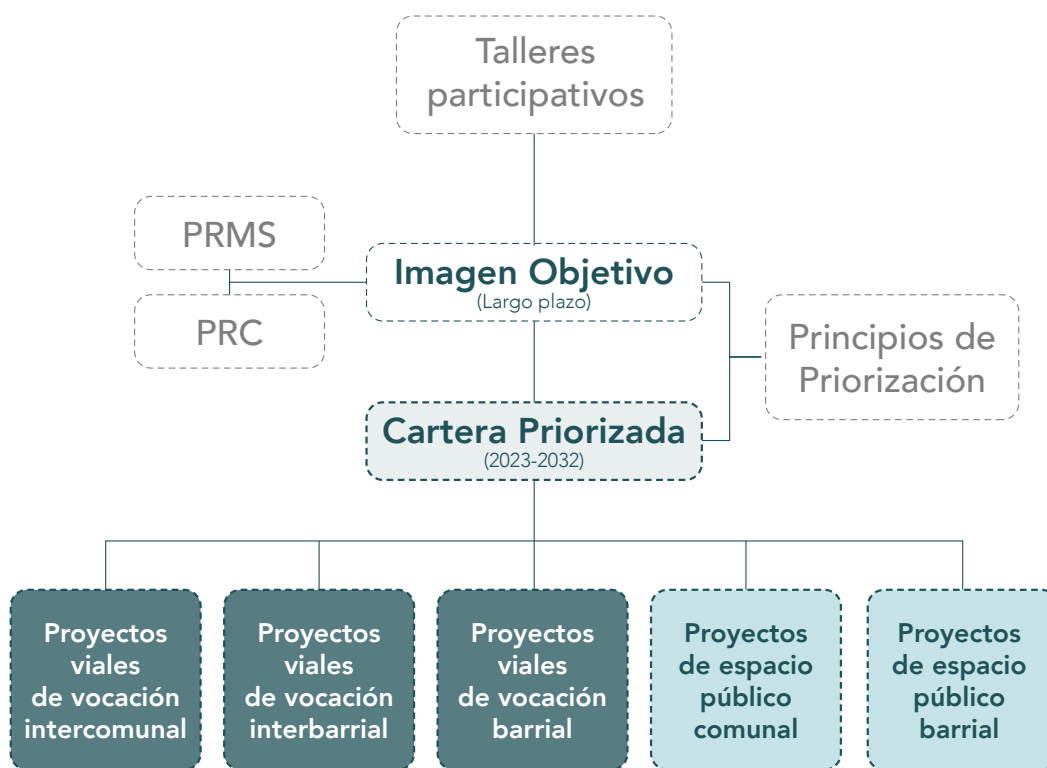 Talleres
participativos
PRMS
PRC
Imagen Objetivo
(Largo plazo)
Principios de
Priorización
Cartera Priorizada
(2023-2032)
Proyectos
viales
de vocación
intercomunal
Proyectos
viales
de vocación
interbarrial
Proyectos
viales
de vocación
barrial
Proyectos
de espacio
público
comunal
Proyectos
de espacio
público
barrial